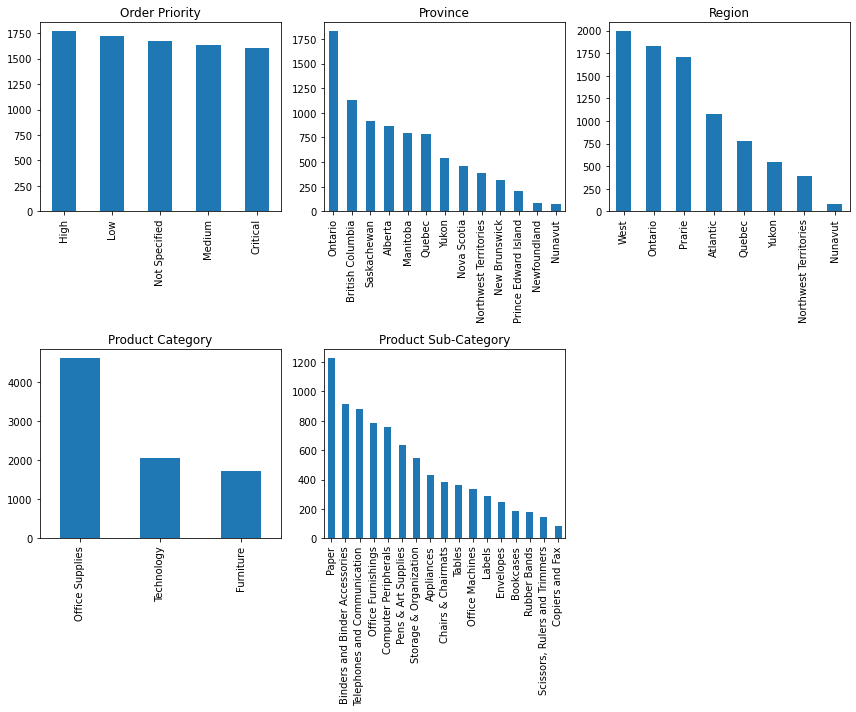 Order Priority
1750
1500
1250
1000
750
500
250
0
High
Low
Not Specified
Medium
Critical
Province
1750
1500
1250
1000
750
500
250
0
Ontario
British Columbia
Saskachewan
Alberta
Manitoba
Quebec
Yukon
Nova Scotia
Northwest Territories
New Brunswick
Prince Edward Island
Newfoundland
Nunavut
Region
2000
1750
1500
1250
1000
750
500
250
0
West
Ontario
Prarie
Atlantic
Quebec
Yukon
Northwest Territories
Nunavut
Product Category
4000
3000
2000
1000
0
Office Supplies
Technology
Furniture
Product Sub-Category
1200
1000
800
600
400
200
0
Paper
Binders and Binder Accessories
Telephones and Communication
Office Furnishings
Computer Peripherals
Pens & Art Supplies
Storage & Organization
Appliances
Chairs & Chairmats
Tables
Office Machines
Labels
Envelopes
Bookcases
Rubber Bands
Scissors, Rulers and Trimmers
Copiers and Fax